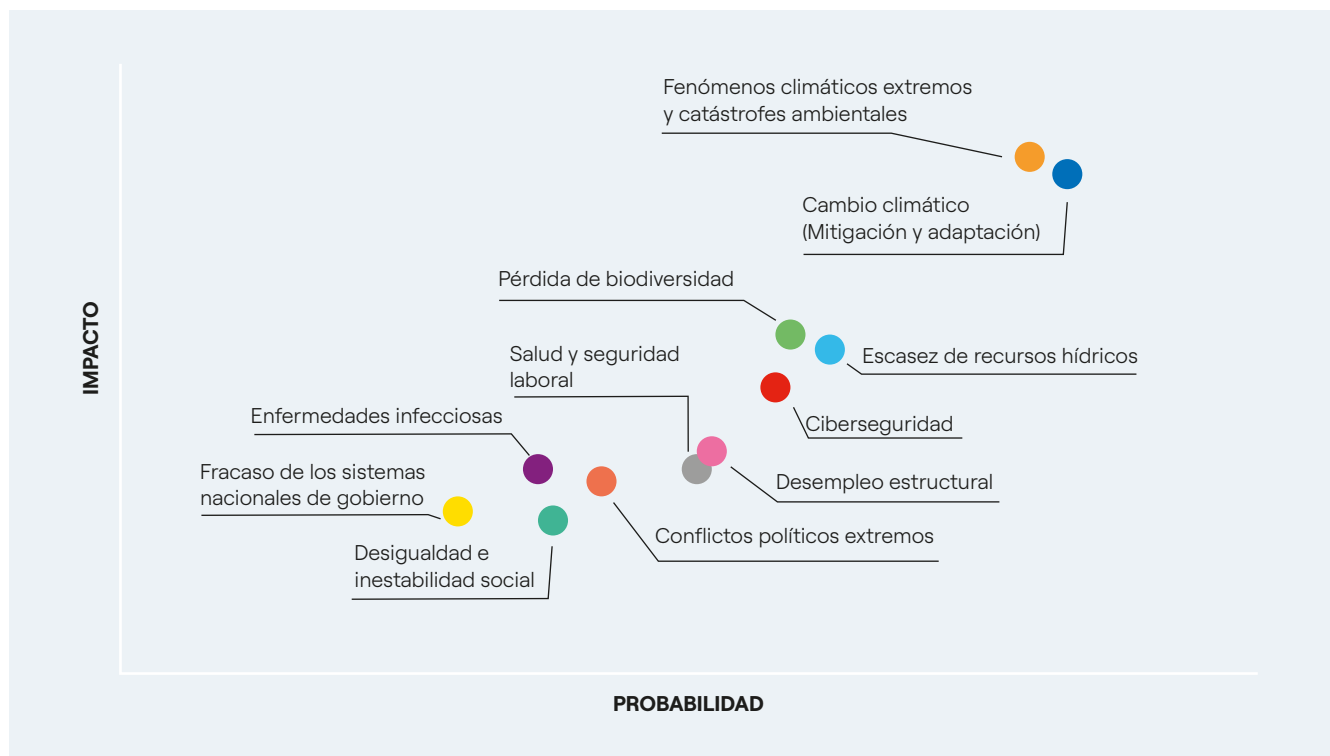 Fenómenos climáticos extremos
y catástrofes ambientales
Cambio climático
(Mitigación y adaptación)
Pérdida de biodiversidad
Salud y seguridad
laboral
Escasez de recursos hídricos
Enfermedades infecciosas
Ciberseguridad
Fracaso de los sistemas
nacionales de gobierno
Desempleo estructural
Conflictos políticos extremos
Desigualdad e
inestabilidad social
IMPACTO
PROBABILIDAD